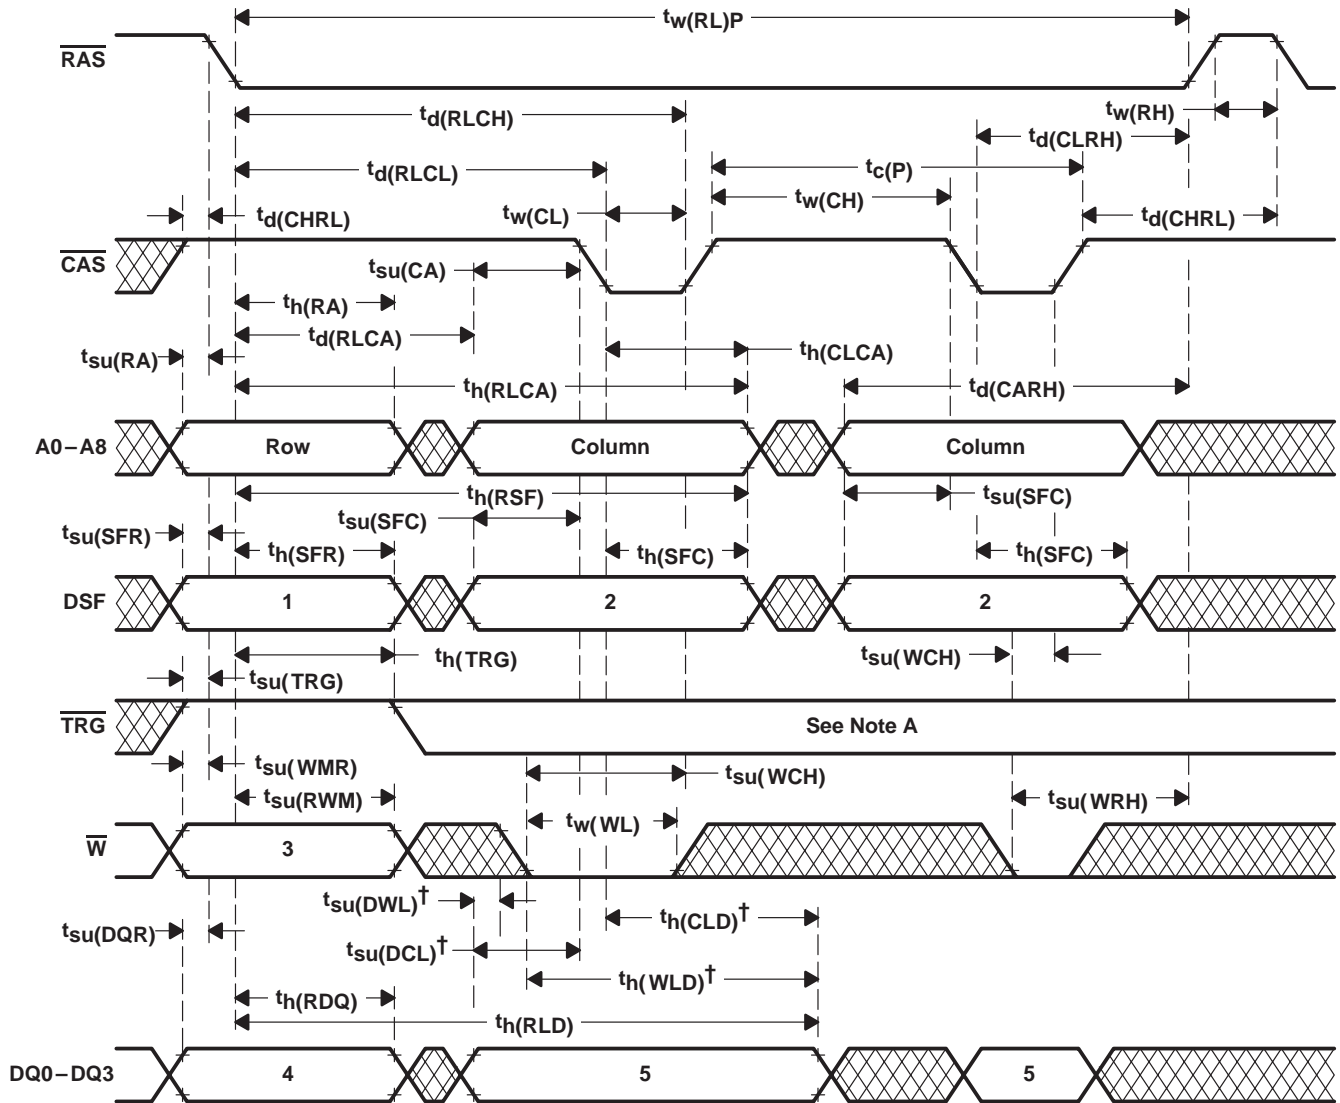 tw(RL)P
RAS
tw(RH)
td(RLCH)
td(CLRH)
td(RLCL)
tc(P)
tw(CL)
tw(CH)
td(CHRL)
td(CHRL)
CAS
tsu(CA)
th(RA)
td(RLCA)
tsu(RA)
th(CLCA)
th(RLCA)
td(CARH)
A0–A8
Row
Column
Column
th(RSF)
tsu(SFC)
tsu(SFC)
tsu(SFR)
th(SFR)
th(SFC)
th(SFC)
DSF
1
2
2
th(TRG)
tsu(WCH)
tsu(TRG)
TRG
See Note A
tsu(WMR)
tsu(WCH)
tsu(RWM)
tsu(WRH)
tw(WL)
W
3
tsu(DWL)†
th(CLD)†
tsu(DQR)
tsu(DCL)†
th(WLD)†
th(RDQ)
th(RLD)
DQ0–DQ3
4
5
5